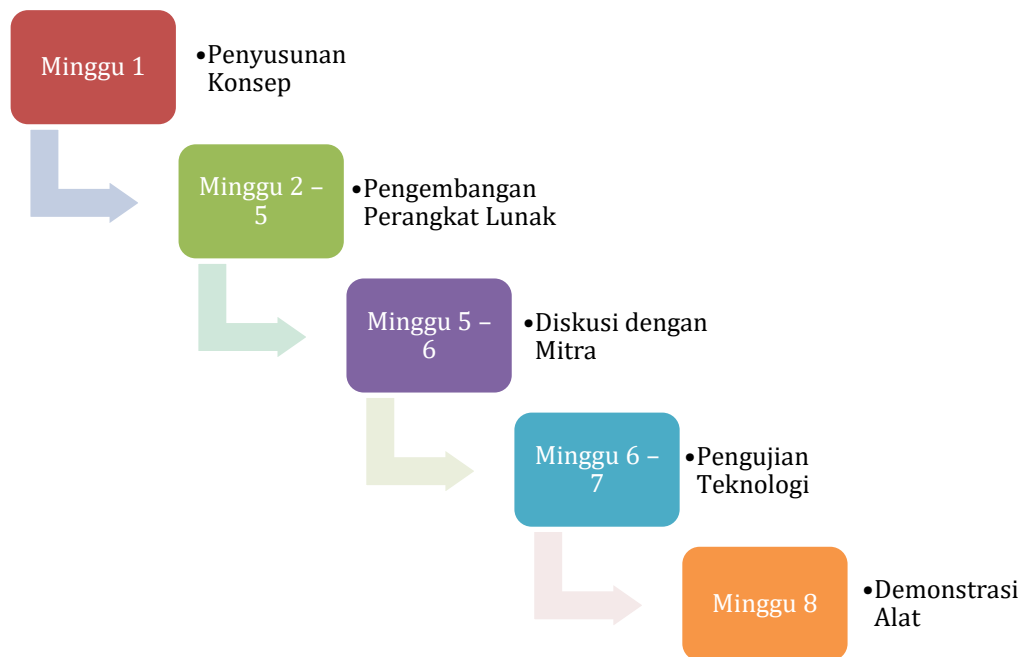 Minggu 1
•Penyusunan
Konsep
Minggu 2 –
5
•Pengembangan
Perangkat Lunak
Minggu 5 –
6
•Diskusi dengan
Mitra
Minggu 6 –
7
•Pengujian
Teknologi
Minggu 8
•Demonstrasi
Alat